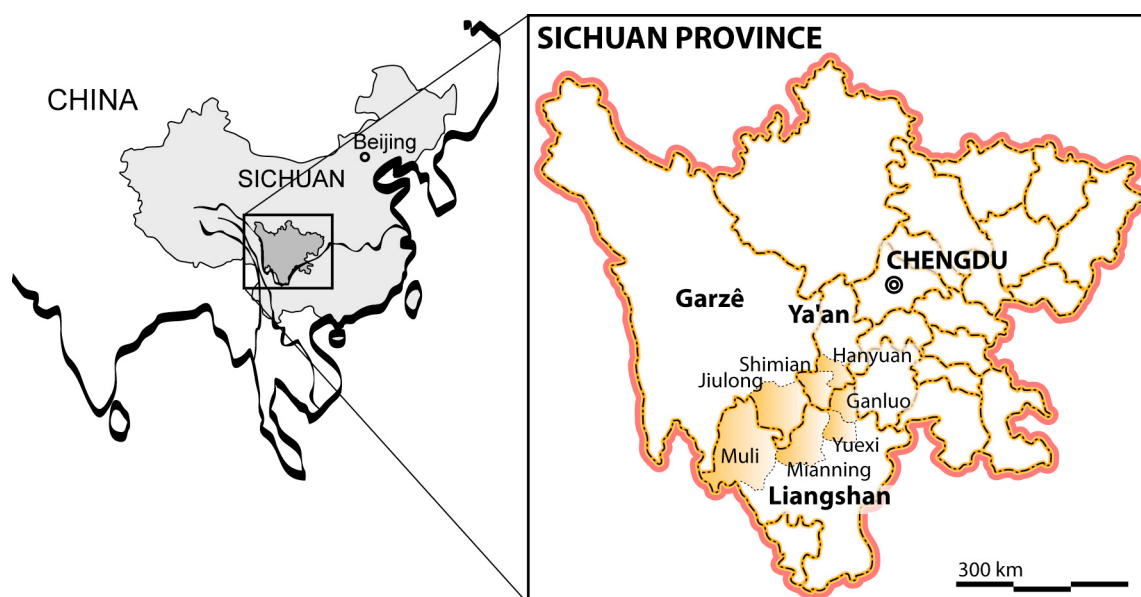 CHINA
Beijing
SICHUAN
SICHUAN PROVINCE
CHENGDU
Garzê
Ya'an
Hanyuan
Shimian
Jiulong
Ganluo
Yuexi
Muli
Mianning
Liangshan
300 km